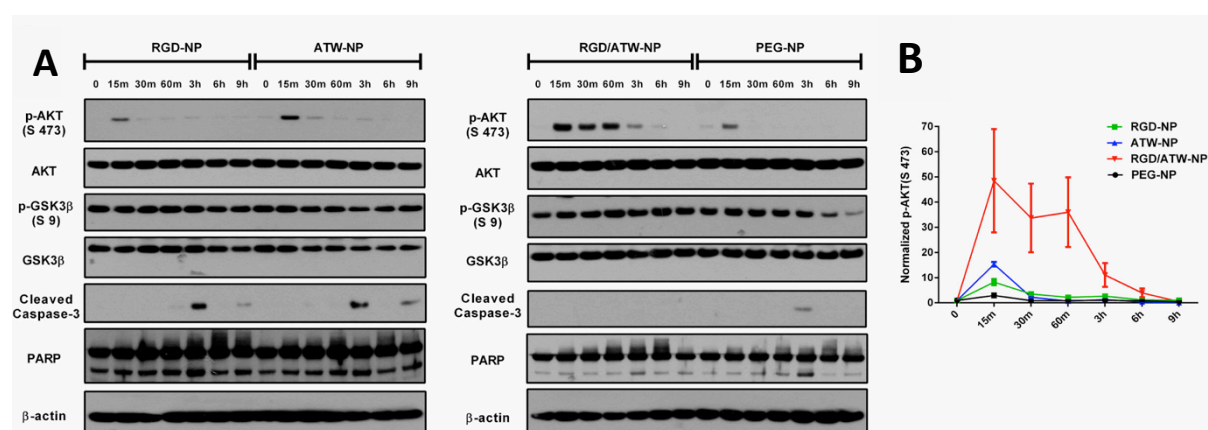 A
RGD-NP ATW-NP
0 15m 30m 60m 3h 6h 9h 0 15m 30m 60m 3h 6h 9h
p-AKT
(S 473)
AKT
p-GSK3β
(S 9)
GSK3β
Cleaved
Caspase-3
PARP
β-actin
RGD/ATW-NP PEG-NP
0 15m 30m 60m 3h 6h 9h 0 15m 30m 60m 3h 6h 9h
p-AKT
(S 473)
AKT
p-GSK3β
(S 9)
GSK3β
Cleaved
Caspase-3
PARP
β-actin
B
RGD-NP
ATW-NP
RGD/ATW-NP
PEG-NP
Normalized p-AKT(S 473)
70
60
50
40
30
20
10
0
0 15m 30m 60m 3h 6h 9h